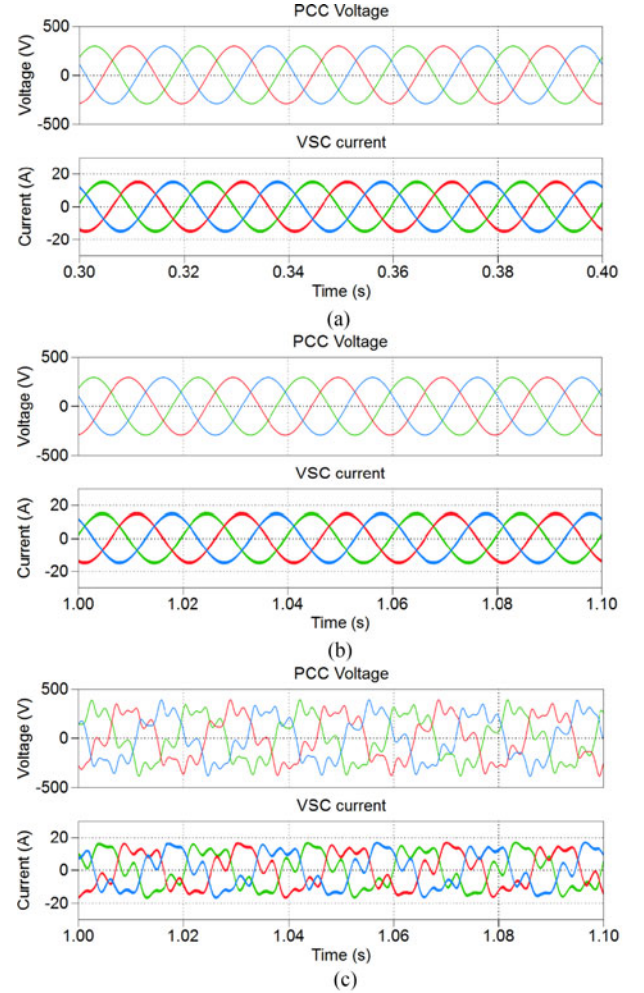 PCC Voltage
500
0
-500
Voltage (V)
VSC current
20
0
-20
Current (A)
0.30 0.32 0.34 0.36 0.38 0.40
Time (s)
(a)
PCC Voltage
500
0
-500
Voltage (V)
VSC current
20
0
-20
Current (A)
1.00 1.02 1.04 1.06 1.08 1.10
Time (s)
(b)
PCC Voltage
500
0
-500
Voltage (V)
VSC current
20
0
-20
Current (A)
1.00 1.02 1.04 1.06 1.08 1.10
Time (s)
(c)